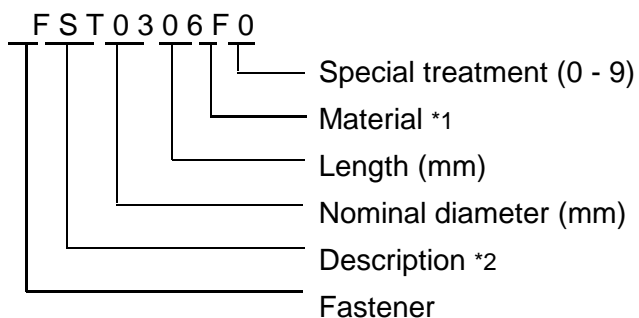 F S T 0 3 0 6 F 0
Special treatment (0 - 9)
Material *1
Length (mm)
Nominal diameter (mm)
Description *2
Fastener